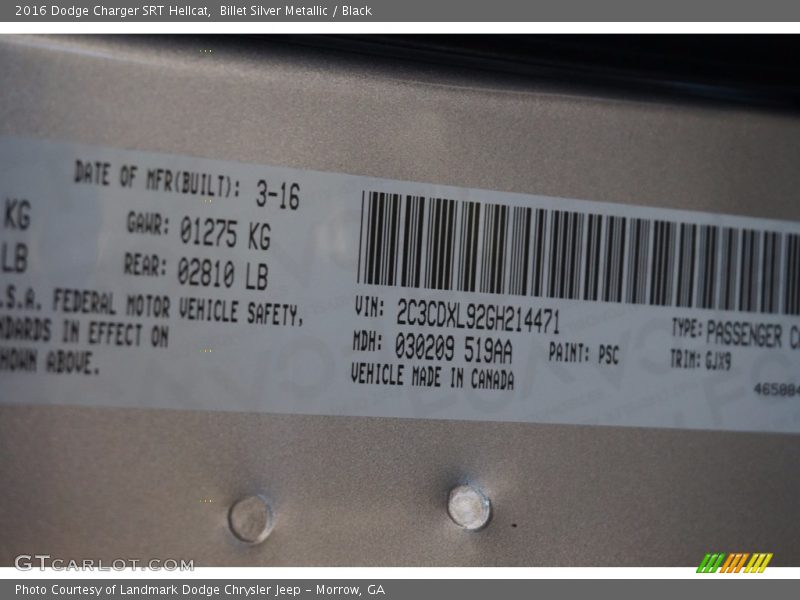 2016 Dodge Charger SRT Hellcat,  Billet Silver Metallic / Black
DATE OF MFR(BUILT): 3-16
KG GAWR: 01275 KG
LB REAR: 02810 LB
.S.A. FEDERAL MOTOR VEHICLE SAFETY,
NDARDS IN EFFECT ON
HOWN ABOVE.
VIN: 2C3CDXL92GH214471
MDH: 030209 519AA
VEHICLE MADE IN CANADA
PAINT: PSC
TYPE: PASSENGER C
TRIM: GJX9
465884
GTCARLOT.COM
Photo Courtesy of Landmark Dodge Chrysler Jeep – Morrow, GA